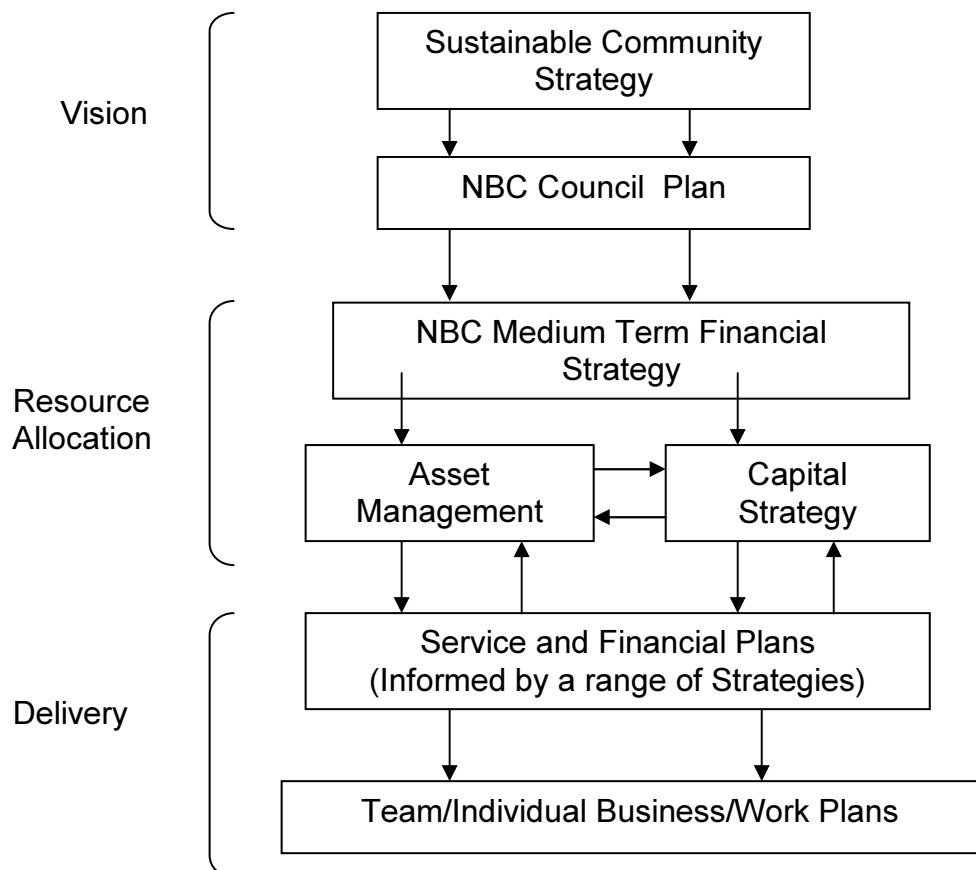 Sustainable Community
Strategy
Vision
NBC Council Plan
NBC Medium Term Financial
Strategy
Resource
Allocation
Asset
Management
Capital
Strategy
Service and Financial Plans
(Informed by a range of Strategies)
Delivery
Team/Individual Business/Work Plans